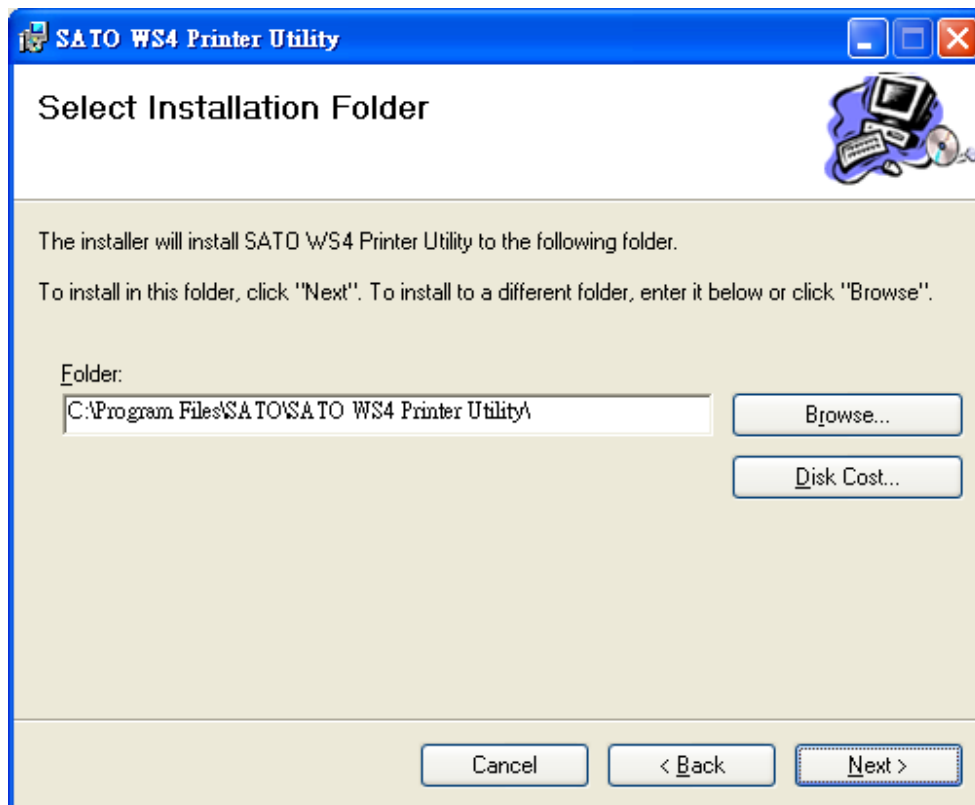 SATO WS4 Printer Utility
Select Installation Folder
The installer will install SATO WS4 Printer Utility to the following folder.
To install in this folder, click "Next". To install to a different folder, enter it below or click "Browse".
Folder:
C:\Program Files\SATO\SATO WS4 Printer Utility\
Browse...
Disk Cost...
Cancel
< Back
Next >